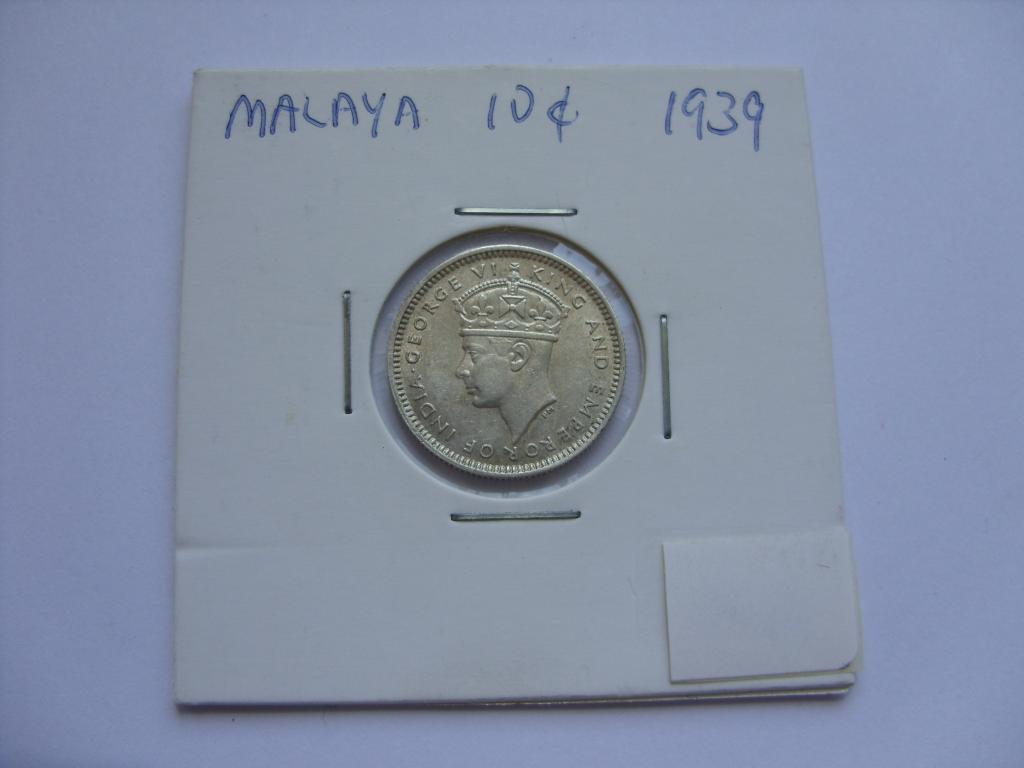 MALAYA 10¢ 1939
GEORGE VI KING AND EMPEROR OF INDIA